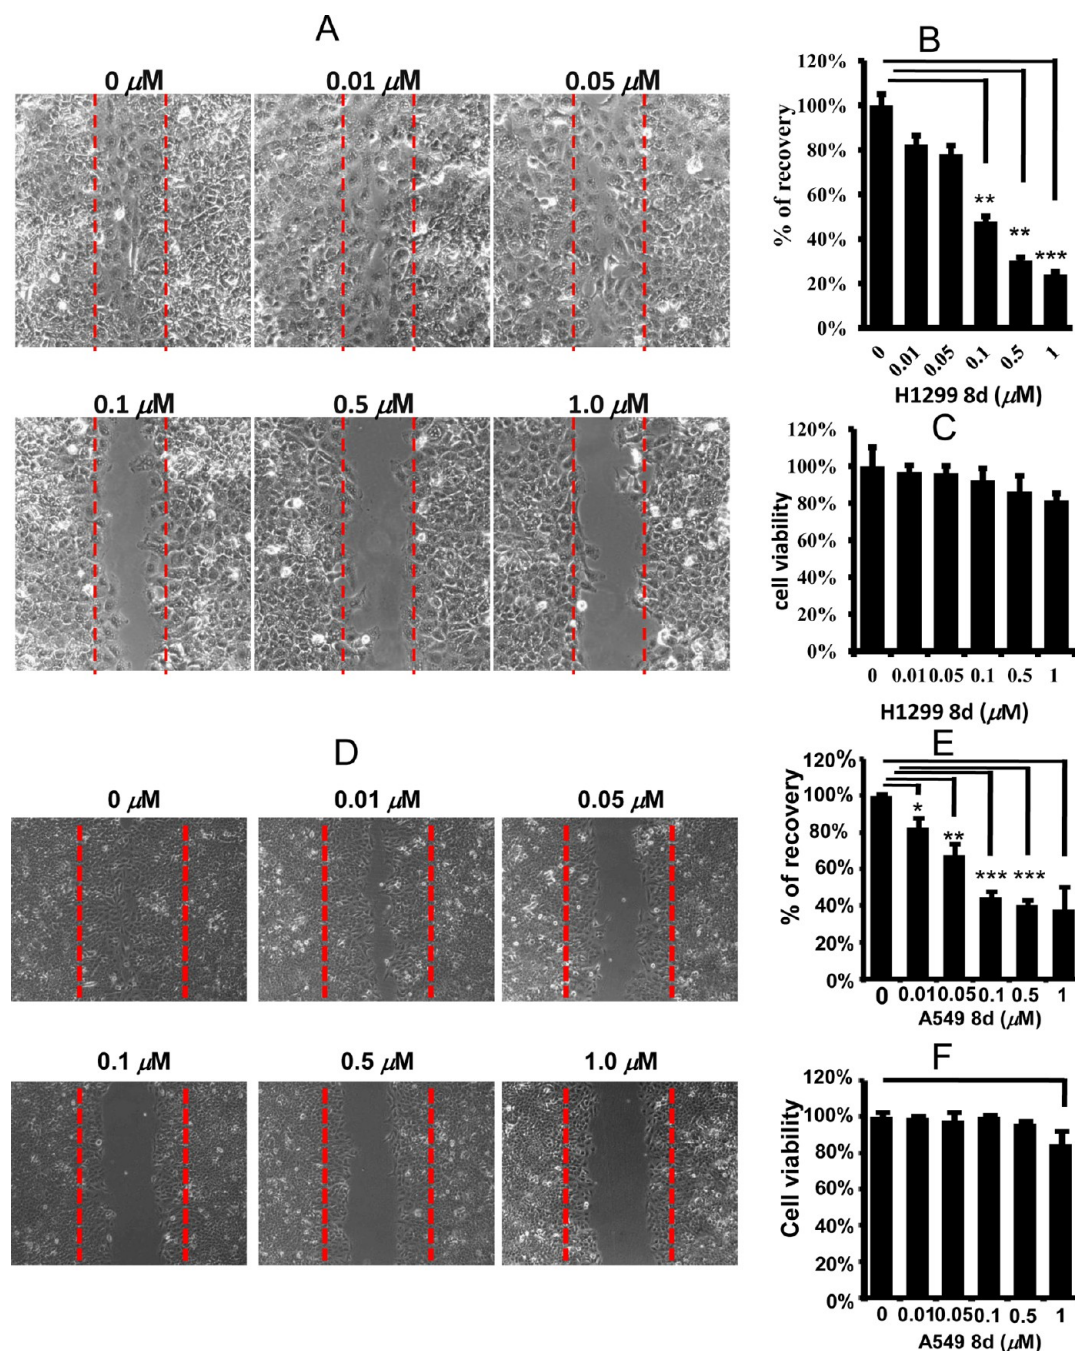 A
0 μM
0.01 μM
0.05 μM
0.1 μM
0.5 μM
1.0 μM
B
120%
100%
80%
60%
40%
20%
0%
% of recovery
**
**
***
0
0.01
0.05
0.1
0.5
1
H1299 8d (μM)
C
120%
100%
80%
60%
40%
20%
0%
cell viability
0 0.01 0.05 0.1 0.5 1
H1299 8d (μM)
D
0 μM
0.01 μM
0.05 μM
0.1 μM
0.5 μM
1.0 μM
E
120%
100%
80%
60%
40%
20%
0%
% of recovery
*
**
***
***
0 0.01 0.05 0.1 0.5 1
A549 8d (μM)
F
120%
100%
80%
60%
40%
20%
0%
Cell viability
0 0.01 0.05 0.1 0.5 1
A549 8d (μM)